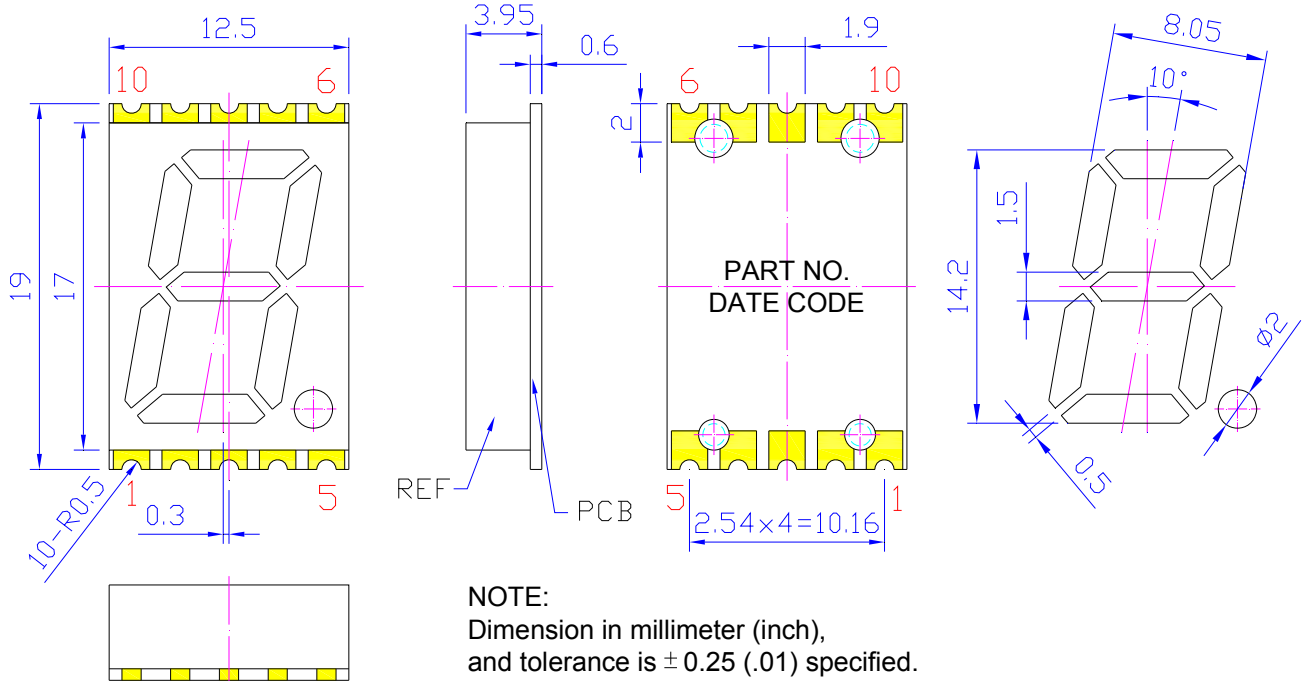 12.5
3.95
0.6
1.9
8.05
10°
10
6
6
10
2
19
17
1.5
14.2
PART NO.
DATE CODE
ø2
REF
PCB
1
5
5
1
10-R0.5
0.3
2.54×4=10.16
0.5
NOTE:
Dimension in millimeter (inch),
and tolerance is ± 0.25 (.01) specified.